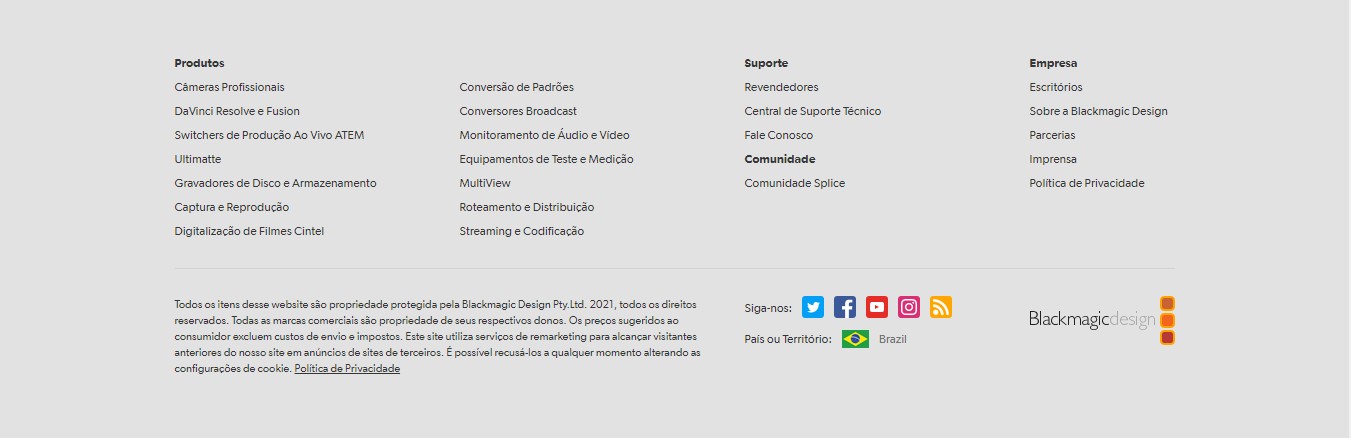 Produtos
Câmeras Profissionais
DaVinci Resolve e Fusion
Switchers de Produção Ao Vivo ATEM
Ultimatte
Gravadores de Disco e Armazenamento
Captura e Reprodução
Digitalização de Filmes Cintel
Conversão de Padrões
Conversores Broadcast
Monitoramento de Áudio e Vídeo
Equipamentos de Teste e Medição
MultiView
Roteamento e Distribuição
Streaming e Codificação
Suporte
Revendedores
Central de Suporte Técnico
Fale Conosco
Comunidade
Comunidade Splice
Empresa
Escritórios
Sobre a Blackmagic Design
Parcerias
Imprensa
Política de Privacidade
Todos os itens desse website são propriedade protegida pela Blackmagic Design Pty.Ltd. 2021, todos os direitos
reservados. Todas as marcas comerciais são propriedade de seus respectivos donos. Os preços sugeridos ao
consumidor excluem custos de envio e impostos. Este site utiliza serviços de remarketing para alcançar visitantes
anteriores do nosso site em anúncios de sites de terceiros. É possível recusá-los a qualquer momento alterando as
configurações de cookie. Política de Privacidade
Siga-nos:
País ou Território: Brazil
Blackmagicdesign